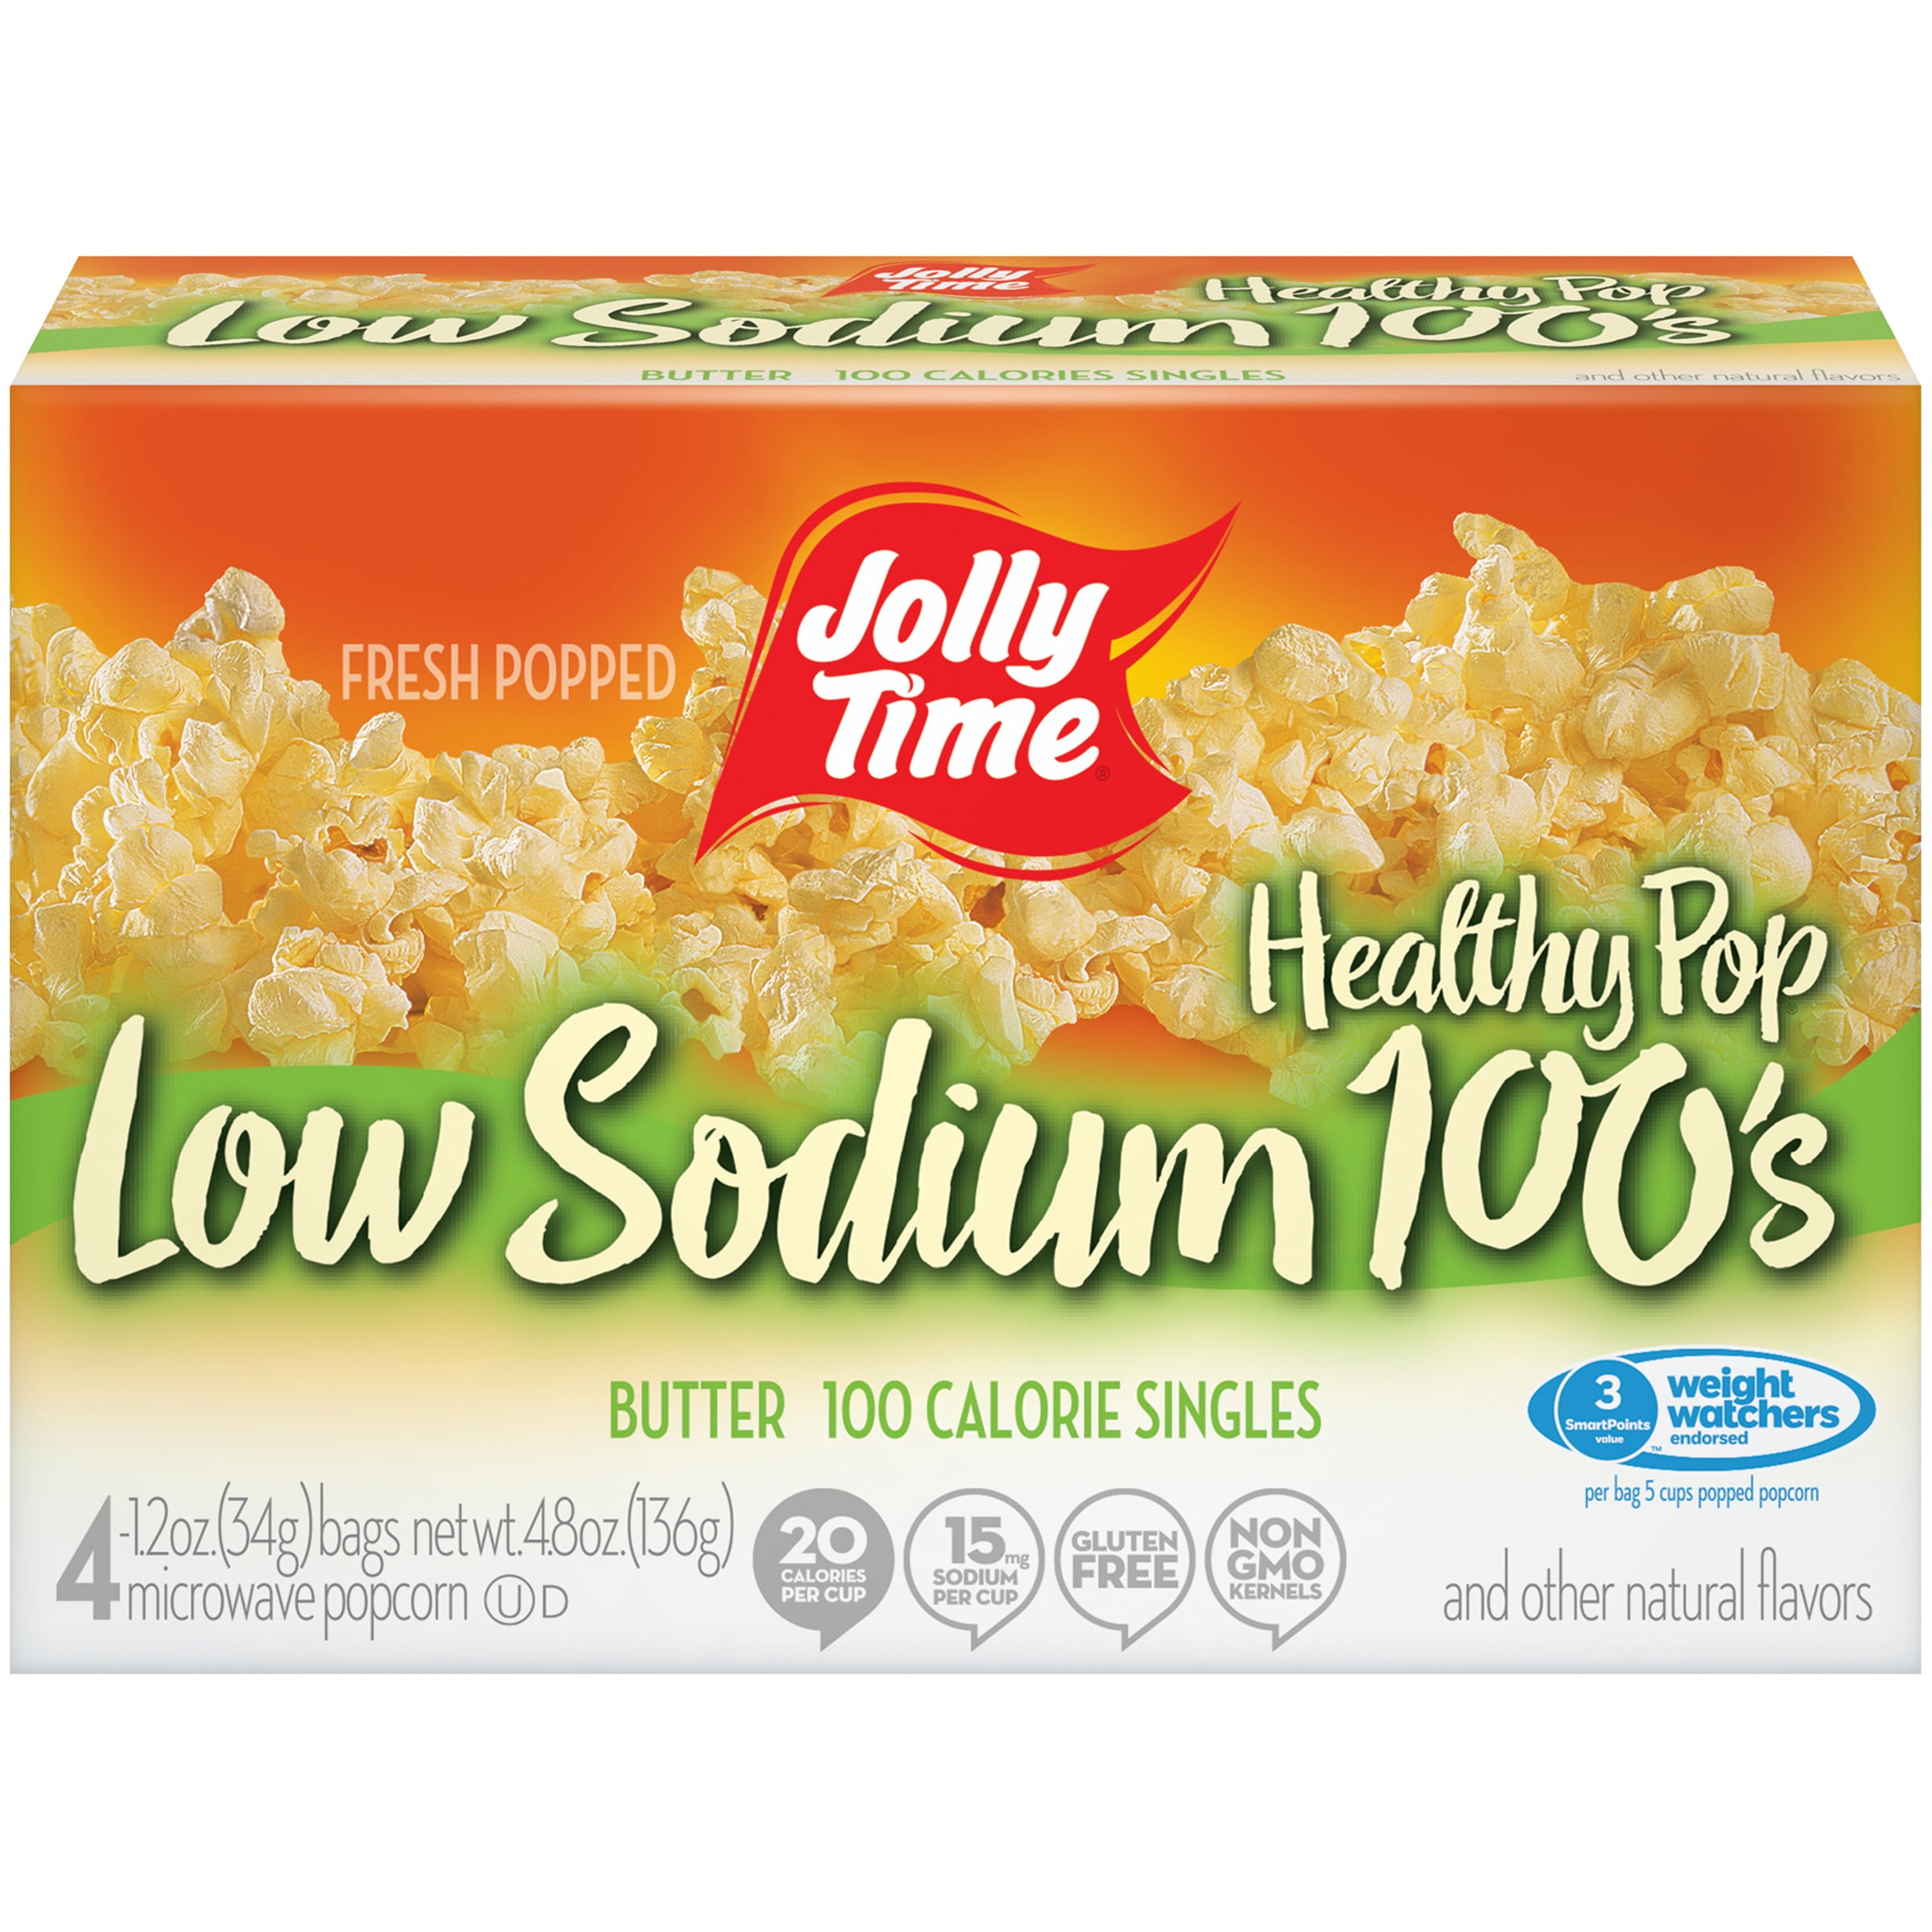 Jolly
Time
Healthy Pop
Low Sodium 100's
BUTTER 100 CALORIES SINGLES
and other natural flavors
FRESH POPPED
Jolly
Time®
Healthy Pop®
Low Sodium 100's
BUTTER 100 CALORIE SINGLES
3
SmartPoints
value
™
weight
watchers
endorsed
per bag 5 cups popped popcorn
4-1.2oz.(34g)bags net wt.4.8oz.(136g)
microwave popcorn Ⓤ D
20
CALORIES
PER CUP
15mg
SODIUM
PER CUP
GLUTEN
FREE
NON
GMO
KERNELS
and other natural flavors